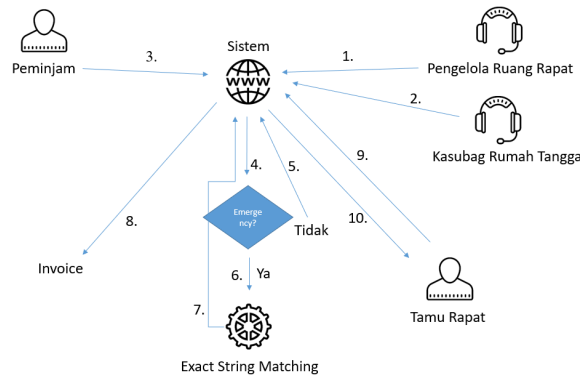 Sistem
WWW
3.
1.
Peminjam
Pengelola Ruang Rapat
2.
Kasubag Rumah Tangga
9.
4.
5.
8.
Emerge
ncy?
10.
Tidak
Invoice
6.
Ya
7.
Tamu Rapat
Exact String Matching